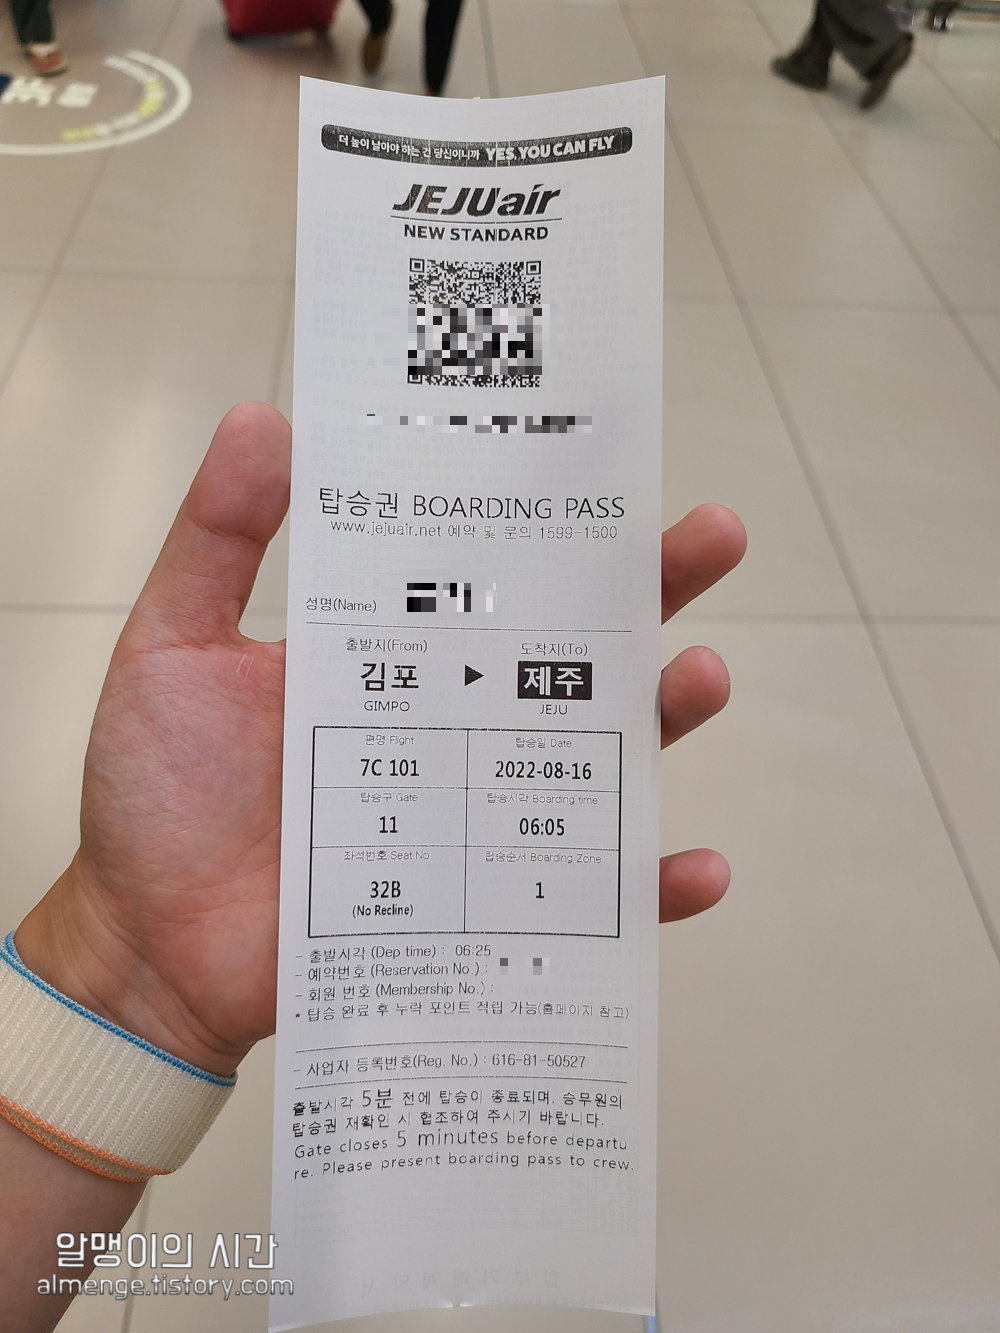 더 높이 날아야 하는 건 당신이니까 YES, YOU CAN FLY
JEJUair
NEW STANDARD
탑승권 BOARDING PASS
www.jejuair.net 예약 및 문의 1599-1500
성명(Name)
출발지(From) 도착지(To)
김포 ▶ 제주
GIMPO JEJU
편명 Flight 탑승일 Date
7C 101 2022-08-16
탑승구 Gate 탑승시각 Boarding time
11 06:05
좌석번호 Seat No 탑승순서 Boarding Zone
32B 1
(No Recline)
- 출발시각 (Dep time) : 06:25
- 예약번호 (Reservation No.) :
- 회원 번호 (Membership No.) :
* 탑승 완료 후 누락 포인트 적립 가능(홈페이지 참고)
- 사업자 등록번호(Reg. No.) : 616-81-50527
출발시각 5분 전에 탑승이 종료되며, 승무원의
탑승권 재확인 시 협조하여 주시기 바랍니다.
Gate closes 5 minutes before departu
re. Please present boarding pass to crew.
알맹이의 시간
almenge.tistory.com